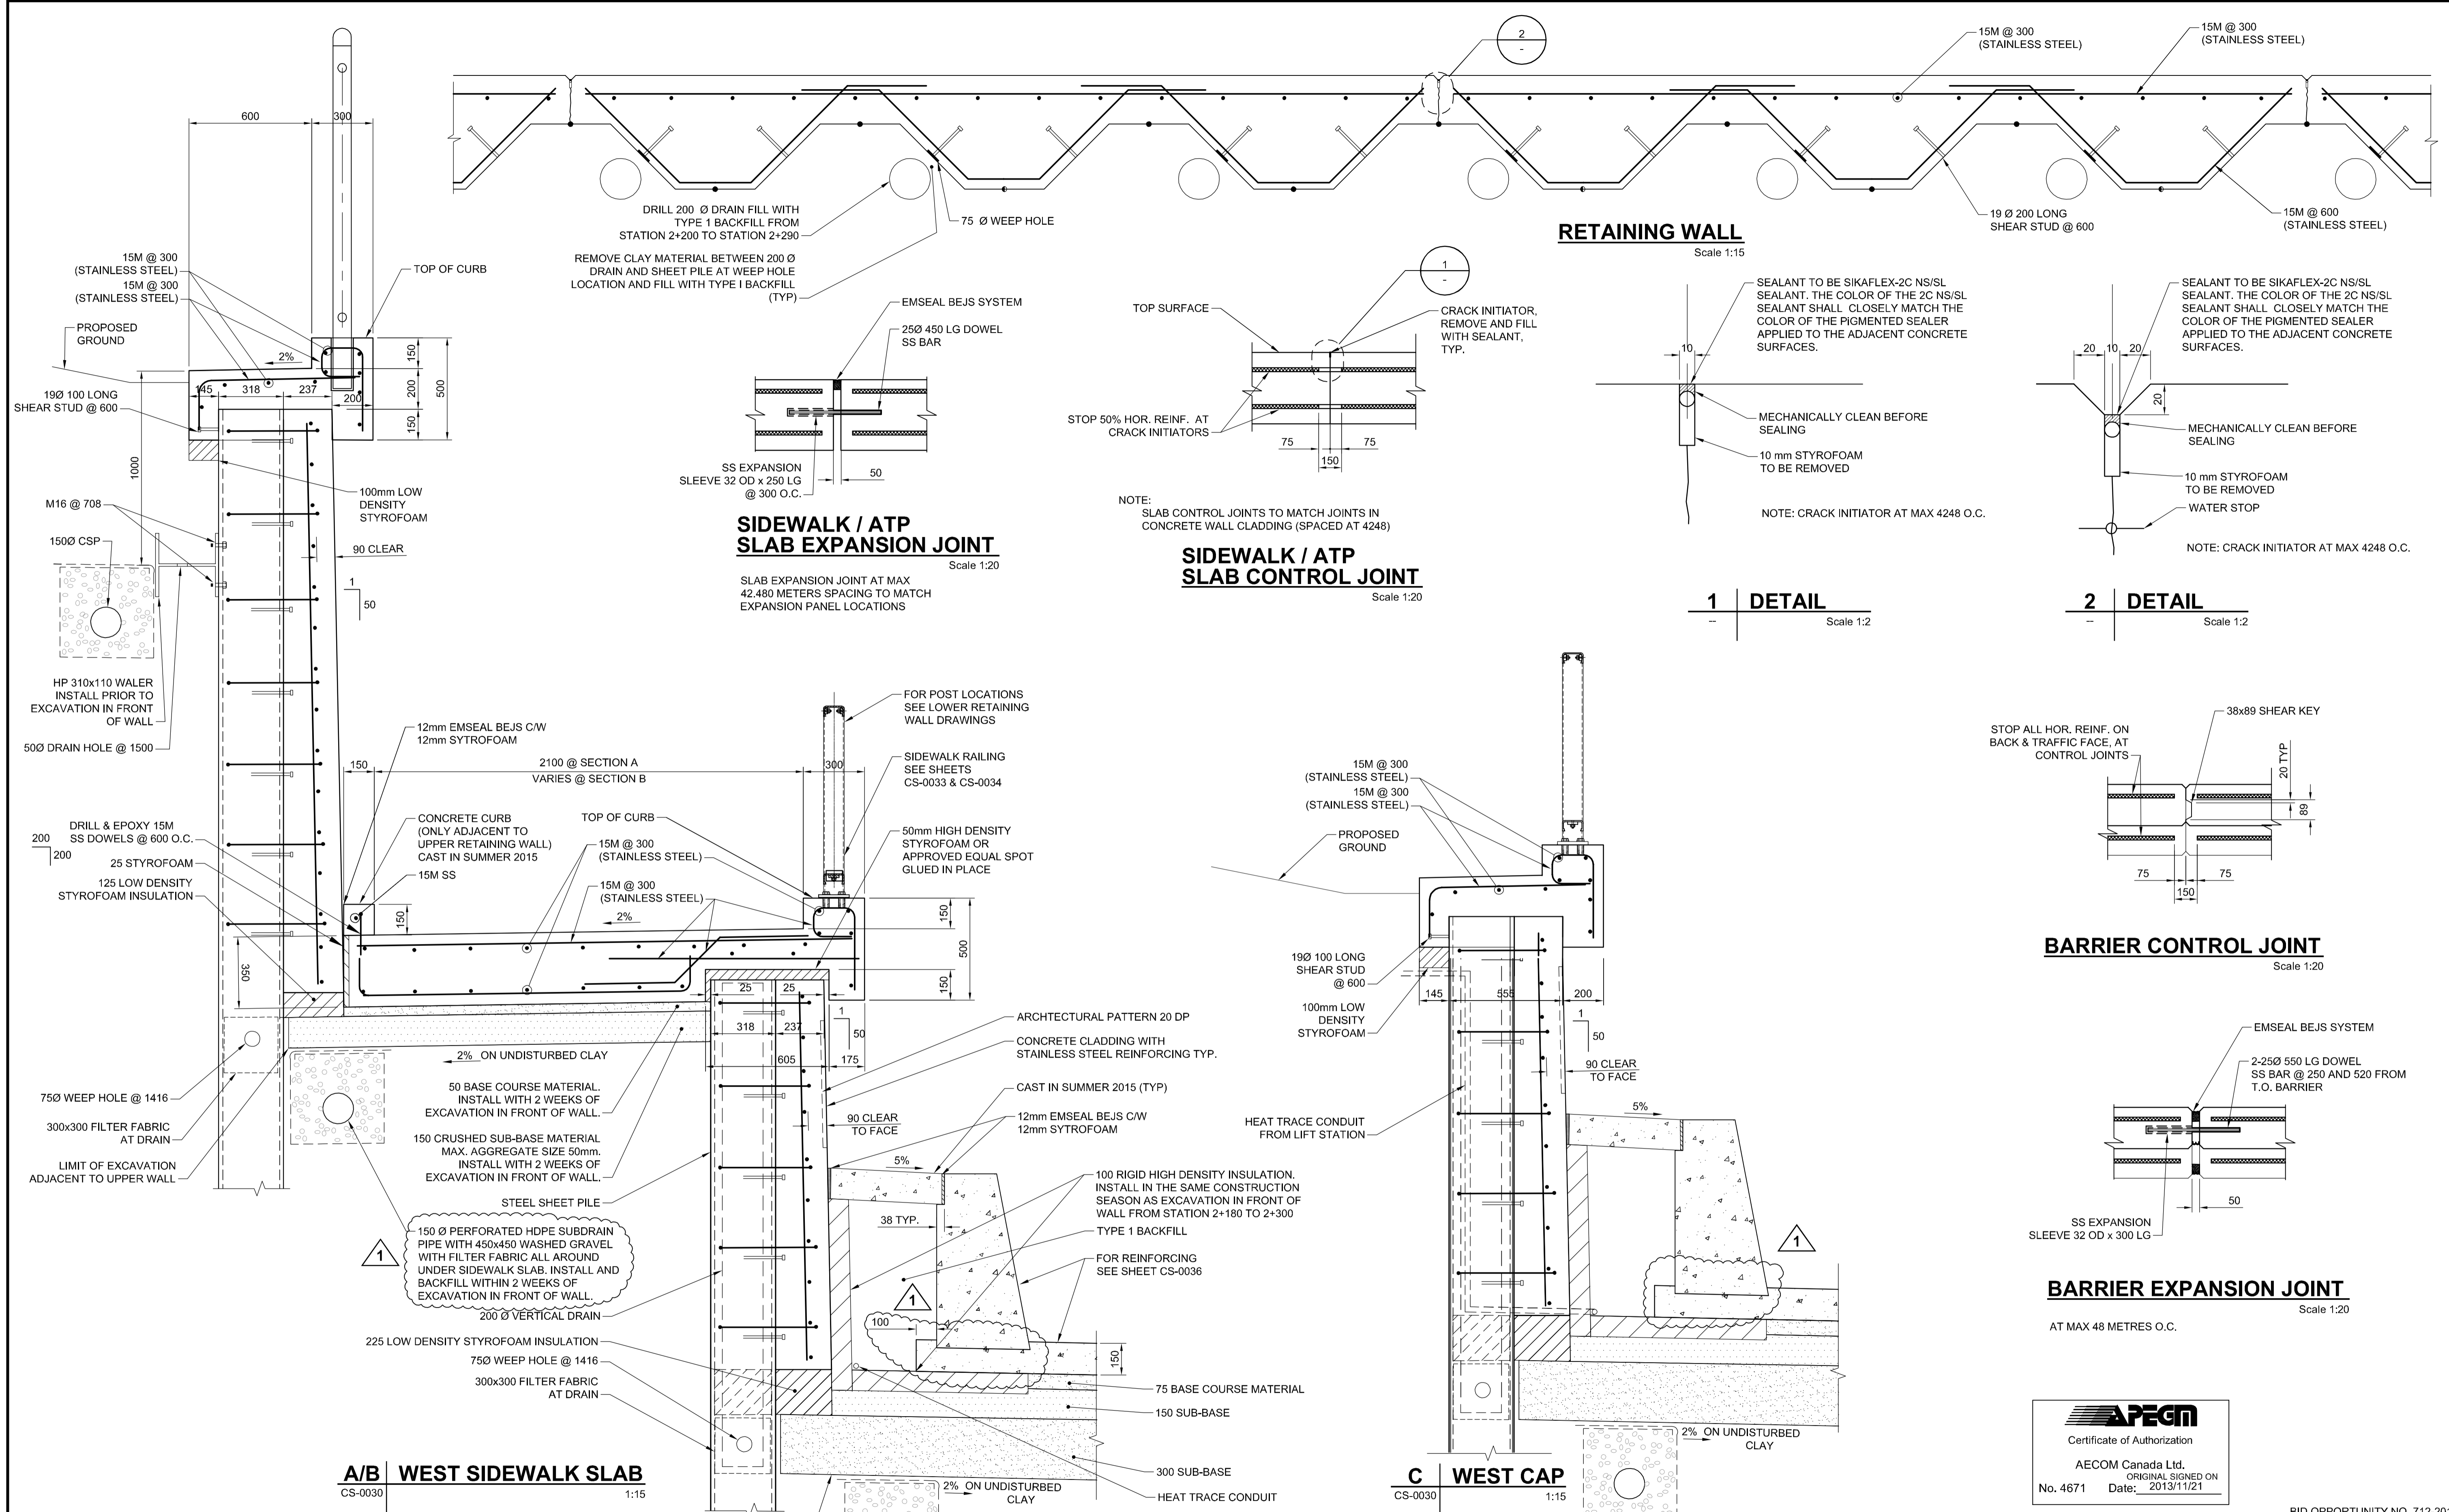 2
-
15M @ 300
(STAINLESS STEEL)
15M @ 300
(STAINLESS STEEL)
DRILL 200 Ø DRAIN FILL WITH
TYPE 1 BACKFILL FROM
STATION 2+200 TO STATION 2+290
75 Ø WEEP HOLE
REMOVE CLAY MATERIAL BETWEEN 200 Ø
DRAIN AND SHEET PILE AT WEEP HOLE
LOCATION AND FILL WITH TYPE I BACKFILL
(TYP)
19 Ø 200 LONG
SHEAR STUD @ 600
15M @ 600
(STAINLESS STEEL)
RETAINING WALL
Scale 1:15
600
300
15M @ 300
(STAINLESS STEEL)
15M @ 300
(STAINLESS STEEL)
TOP OF CURB
PROPOSED
GROUND
2%
145
318
237
200
150
200
150
500
19Ø 100 LONG
SHEAR STUD @ 600
1000
100mm LOW
DENSITY
STYROFOAM
M16 @ 708
150Ø CSP
90 CLEAR
1
50
HP 310x110 WALER
INSTALL PRIOR TO
EXCAVATION IN FRONT
OF WALL
50Ø DRAIN HOLE @ 1500
DRILL & EPOXY 15M
SS DOWELS @ 600 O.C.
200
200
25 STYROFOAM
125 LOW DENSITY
STYROFOAM INSULATION
12mm EMSEAL BEJS C/W
12mm SYTROFOAM
150
2100 @ SECTION A
VARIES @ SECTION B
300
CONCRETE CURB
(ONLY ADJACENT TO
UPPER RETAINING WALL)
CAST IN SUMMER 2015
15M SS
TOP OF CURB
15M @ 300
(STAINLESS STEEL)
15M @ 300
(STAINLESS STEEL)
2%
150
350
FOR POST LOCATIONS
SEE LOWER RETAINING
WALL DRAWINGS
SIDEWALK RAILING
SEE SHEETS
CS-0033 & CS-0034
50mm HIGH DENSITY
STYROFOAM OR
APPROVED EQUAL SPOT
GLUED IN PLACE
150
500
150
25
25
318
237
605
175
1
50
75Ø WEEP HOLE @ 1416
300x300 FILTER FABRIC
AT DRAIN
LIMIT OF EXCAVATION
ADJACENT TO UPPER WALL
2% ON UNDISTURBED CLAY
50 BASE COURSE MATERIAL.
INSTALL WITH 2 WEEKS OF
EXCAVATION IN FRONT OF WALL.
150 CRUSHED SUB-BASE MATERIAL
MAX. AGGREGATE SIZE 50mm.
INSTALL WITH 2 WEEKS OF
EXCAVATION IN FRONT OF WALL.
STEEL SHEET PILE
1
150 Ø PERFORATED HDPE SUBDRAIN
PIPE WITH 450x450 WASHED GRAVEL
WITH FILTER FABRIC ALL AROUND
UNDER SIDEWALK SLAB. INSTALL AND
BACKFILL WITHIN 2 WEEKS OF
EXCAVATION IN FRONT OF WALL.
200 Ø VERTICAL DRAIN
225 LOW DENSITY STYROFOAM INSULATION
75Ø WEEP HOLE @ 1416
300x300 FILTER FABRIC
AT DRAIN
ARCHTECTURAL PATTERN 20 DP
CONCRETE CLADDING WITH
STAINLESS STEEL REINFORCING TYP.
CAST IN SUMMER 2015 (TYP)
12mm EMSEAL BEJS C/W
12mm SYTROFOAM
90 CLEAR
TO FACE
5%
38 TYP.
100 RIGID HIGH DENSITY INSULATION.
INSTALL IN THE SAME CONSTRUCTION
SEASON AS EXCAVATION IN FRONT OF
WALL FROM STATION 2+180 TO 2+300
TYPE 1 BACKFILL
FOR REINFORCING
SEE SHEET CS-0036
1
100
150
75 BASE COURSE MATERIAL
150 SUB-BASE
300 SUB-BASE
HEAT TRACE CONDUIT
2% ON UNDISTURBED
CLAY
A/B WEST SIDEWALK SLAB
CS-0030 1:15
EMSEAL BEJS SYSTEM
25Ø 450 LG DOWEL
SS BAR
SS EXPANSION
SLEEVE 32 OD x 250 LG
@ 300 O.C.
50
SIDEWALK / ATP
SLAB EXPANSION JOINT
Scale 1:20
SLAB EXPANSION JOINT AT MAX
42.480 METERS SPACING TO MATCH
EXPANSION PANEL LOCATIONS
1
-
TOP SURFACE
CRACK INITIATOR,
REMOVE AND FILL
WITH SEALANT,
TYP.
STOP 50% HOR. REINF. AT
CRACK INITIATORS
75
75
150
NOTE:
SLAB CONTROL JOINTS TO MATCH JOINTS IN
CONCRETE WALL CLADDING (SPACED AT 4248)
SIDEWALK / ATP
SLAB CONTROL JOINT
Scale 1:20
SEALANT TO BE SIKAFLEX-2C NS/SL
SEALANT. THE COLOR OF THE 2C NS/SL
SEALANT SHALL CLOSELY MATCH THE
COLOR OF THE PIGMENTED SEALER
APPLIED TO THE ADJACENT CONCRETE
SURFACES.
10
MECHANICALLY CLEAN BEFORE
SEALING
10 mm STYROFOAM
TO BE REMOVED
NOTE: CRACK INITIATOR AT MAX 4248 O.C.
1 DETAIL
-- Scale 1:2
SEALANT TO BE SIKAFLEX-2C NS/SL
SEALANT. THE COLOR OF THE 2C NS/SL
SEALANT SHALL CLOSELY MATCH THE
COLOR OF THE PIGMENTED SEALER
APPLIED TO THE ADJACENT CONCRETE
SURFACES.
20
10
20
20
MECHANICALLY CLEAN BEFORE
SEALING
10 mm STYROFOAM
TO BE REMOVED
WATER STOP
NOTE: CRACK INITIATOR AT MAX 4248 O.C.
2 DETAIL
-- Scale 1:2
15M @ 300
(STAINLESS STEEL)
15M @ 300
(STAINLESS STEEL)
PROPOSED
GROUND
19Ø 100 LONG
SHEAR STUD
@ 600
100mm LOW
DENSITY
STYROFOAM
145
555
200
1
50
90 CLEAR
TO FACE
HEAT TRACE CONDUIT
FROM LIFT STATION
5%
1
2% ON UNDISTURBED
CLAY
C WEST CAP
CS-0030 1:15
STOP ALL HOR. REINF. ON
BACK & TRAFFIC FACE, AT
CONTROL JOINTS
38x89 SHEAR KEY
20 TYP
89
75
75
150
BARRIER CONTROL JOINT
Scale 1:20
EMSEAL BEJS SYSTEM
2-25Ø 550 LG DOWEL
SS BAR @ 250 AND 520 FROM
T.O. BARRIER
50
SS EXPANSION
SLEEVE 32 OD x 300 LG
BARRIER EXPANSION JOINT
Scale 1:20
AT MAX 48 METRES O.C.
APEGM
Certificate of Authorization
AECOM Canada Ltd.
ORIGINAL SIGNED ON
No. 4671 Date: 2013/11/21